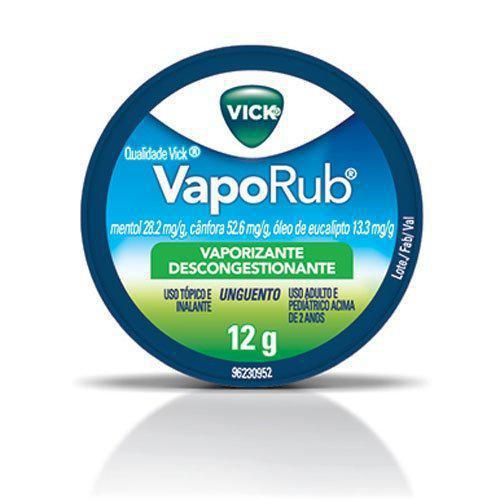 VICK
Qualidade Vick®
VapoRub®
mentol 28.2 mg/g, cânfora 52.6 mg/g, óleo de eucalipto 13.3 mg/g
VAPORIZANTE
DESCONGESTIONANTE
USO TÓPICO E
INALANTE
UNGUENTO
USO ADULTO E
PEDIÁTRICO ACIMA
DE 2 ANOS
12 g
96230952
Lote/Fab/Val